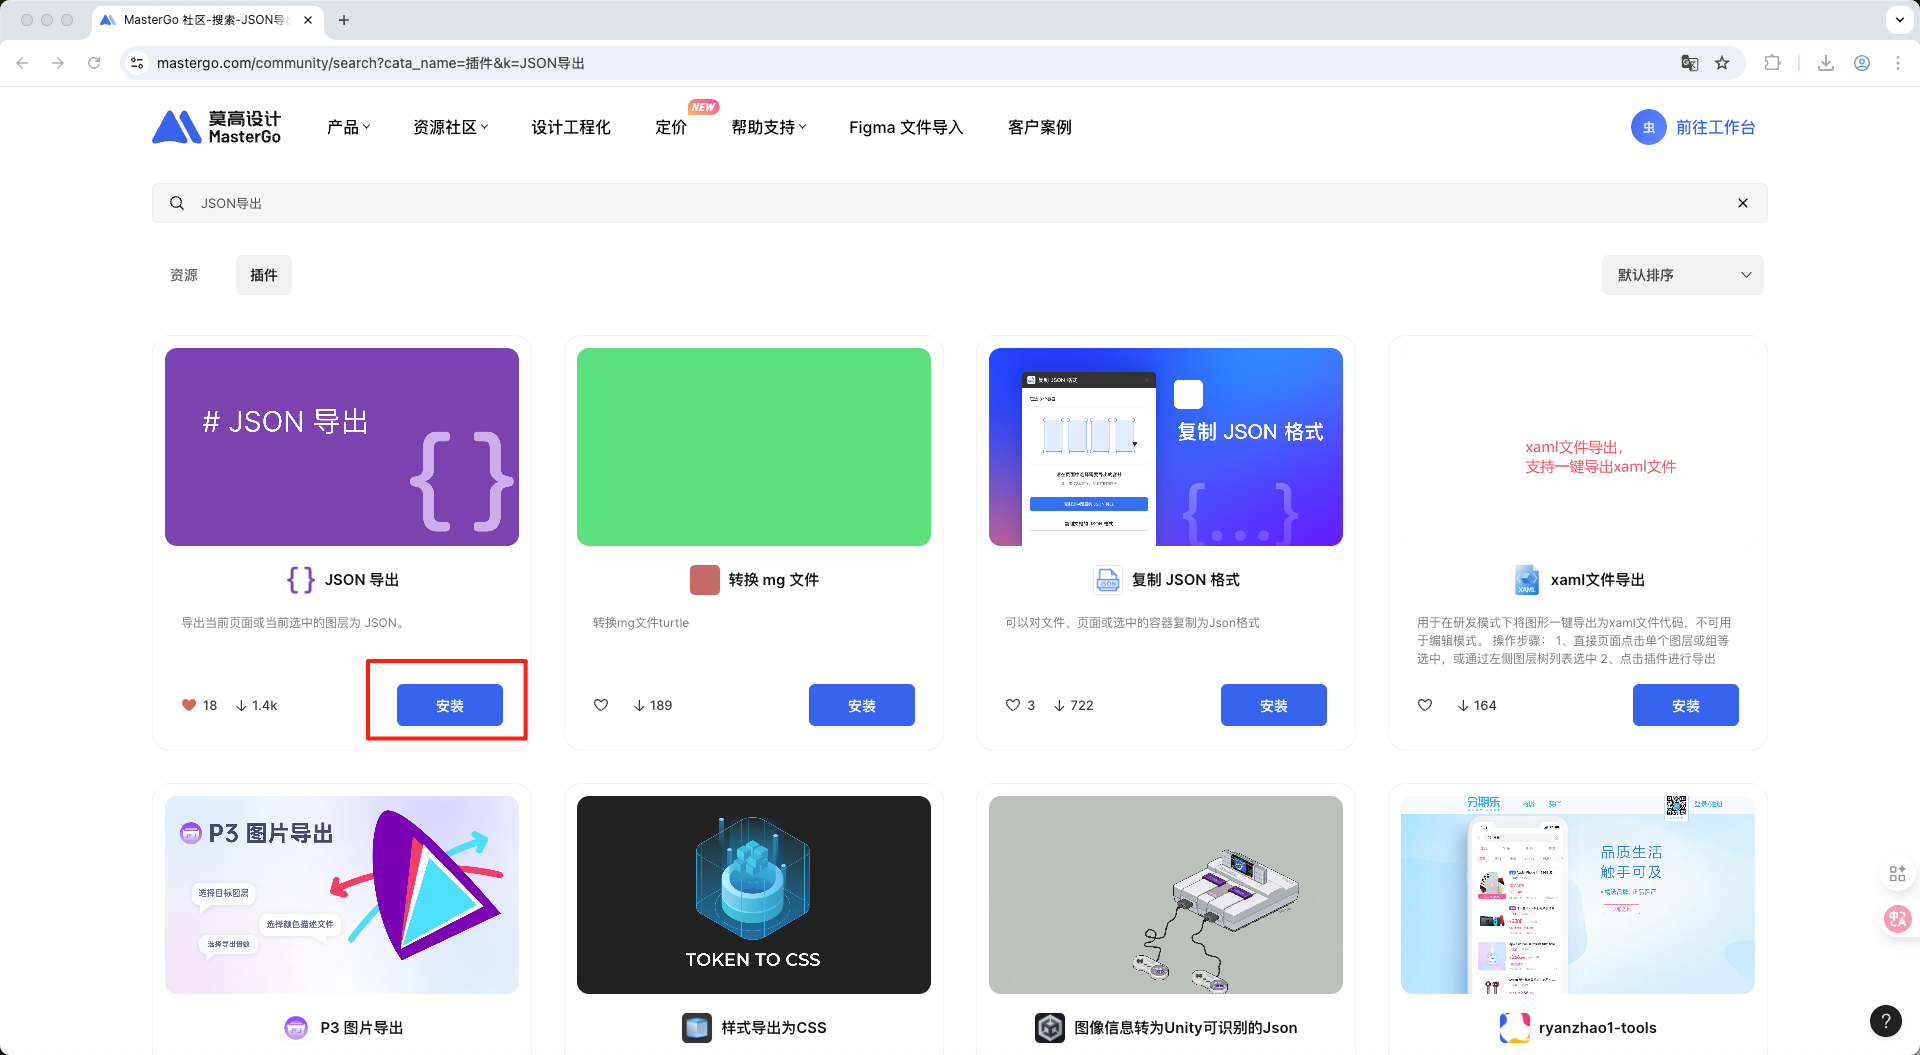 MasterGo 社区-搜索-JSON导
mastergo.com/community/search?cata_name=插件&k=JSON导出
莫高设计
MasterGo
产品
资源社区
设计工程化
定价
NEW
帮助支持
Figma 文件导入
客户案例
虫
前往工作台
JSON导出
资源
插件
默认排序
# JSON 导出
{}
JSON 导出
导出当前页面或当前选中的图层为 JSON。
18
1.4k
安装
转换 mg 文件
转换mg文件turtle
189
安装
复制 JSON 格式
复制 JSON 格式
{...}
JSON
复制 JSON 格式
可以对文件、页面或选中的容器复制为Json格式
3
722
安装
xaml文件导出，
支持一键导出xaml文件
XAML
xaml文件导出
用于在研发模式下将图形一键导出为xaml文件代码，不可用
于编辑模式。 操作步骤： 1、直接页面点击单个图层或组等
选中，或通过左侧图层树列表选中 2、点击插件进行导出
164
安装
P3 图片导出
选择目标图层
选择颜色描述文件
选择导出倍数
P3 图片导出
TOKEN TO CSS
样式导出为CSS
图像信息转为Unity可识别的Json
分期乐
登录/注册
品质生活
触手可及
ryanzhao1-tools
?